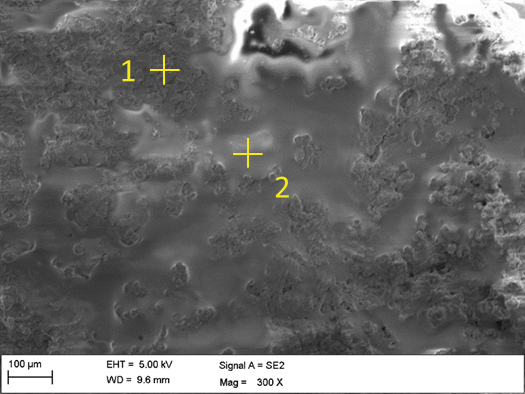 1
2
100 µm
EHT = 5.00 kV
Signal A = SE2
WD = 9.6 mm
Mag = 300 X